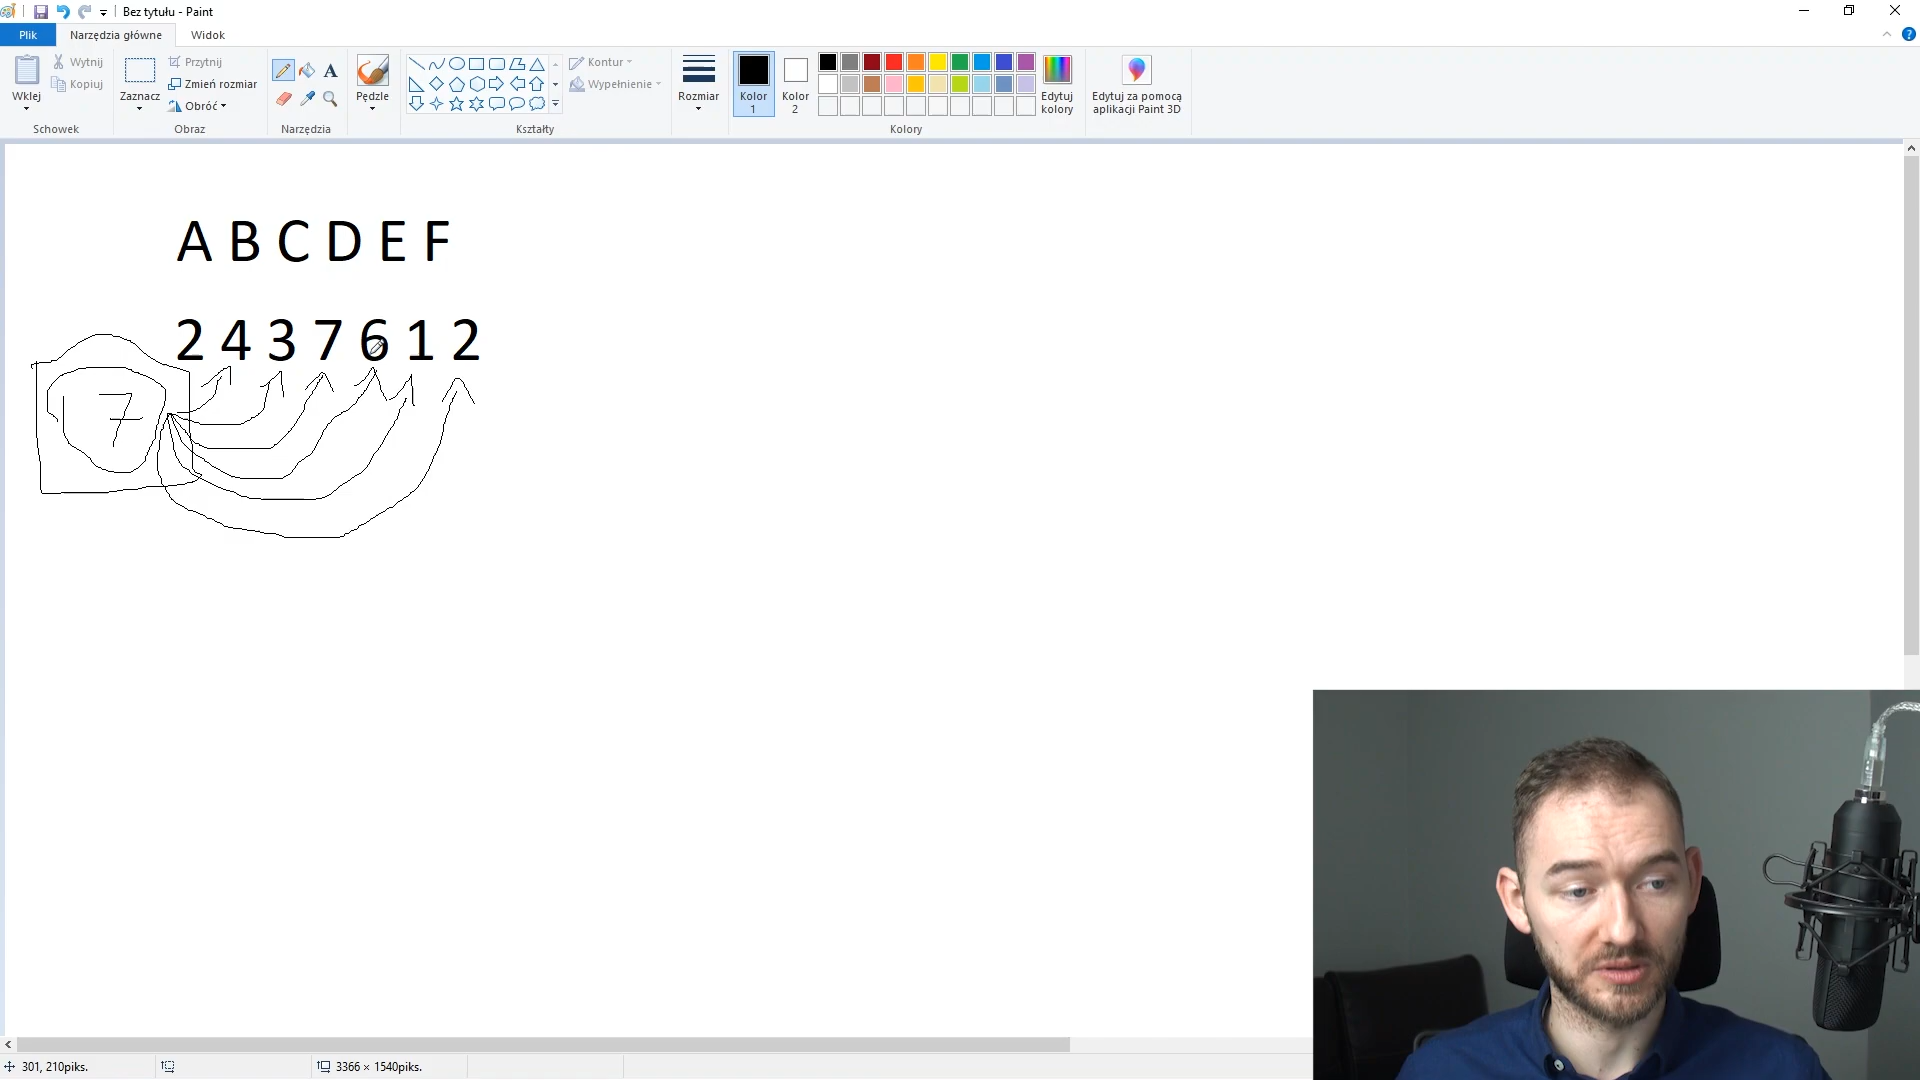 Bez tytułu - Paint
Plik Narzędzia główne Widok
Wklej Wytnij Kopiuj
Schowek
Zaznacz Przytnij Zmień rozmiar Obróć
Obraz
A
Narzędzia
Pędzle
Kontur
Wypełnienie
Kształty
Rozmiar
Kolor 1
Kolor 2
Edytuj kolory
Kolory
Edytuj za pomocą aplikacji Paint 3D
A B C D E F
2 4 3 7 6 1 2
7
301, 210piks.
3366 × 1540piks.